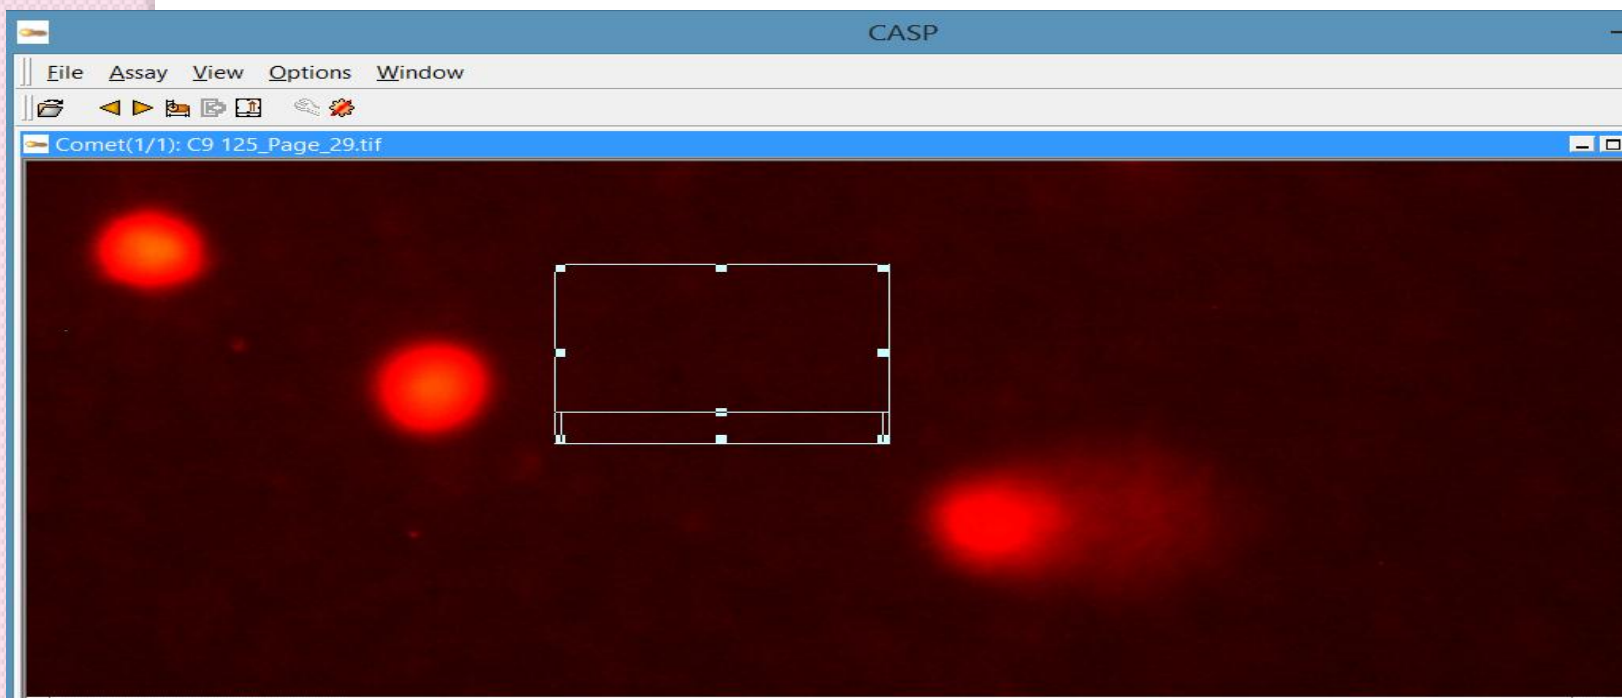 CASP
File Assay View Options Window
Comet(1/1): C9 125_Page_29.tif